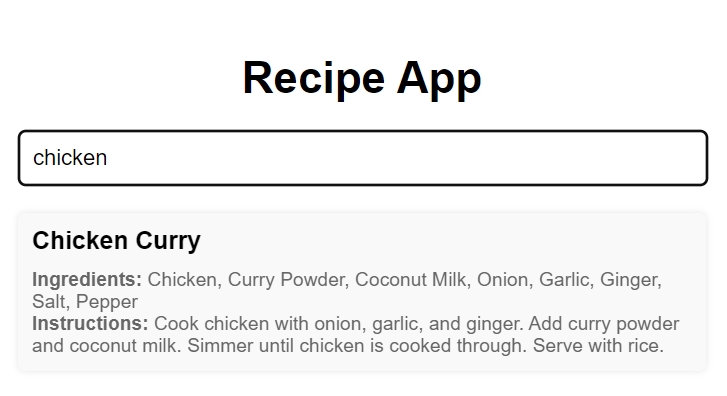 Recipe App
chicken
Chicken Curry
Ingredients: Chicken, Curry Powder, Coconut Milk, Onion, Garlic, Ginger,
Salt, Pepper
Instructions: Cook chicken with onion, garlic, and ginger. Add curry powder
and coconut milk. Simmer until chicken is cooked through. Serve with rice.